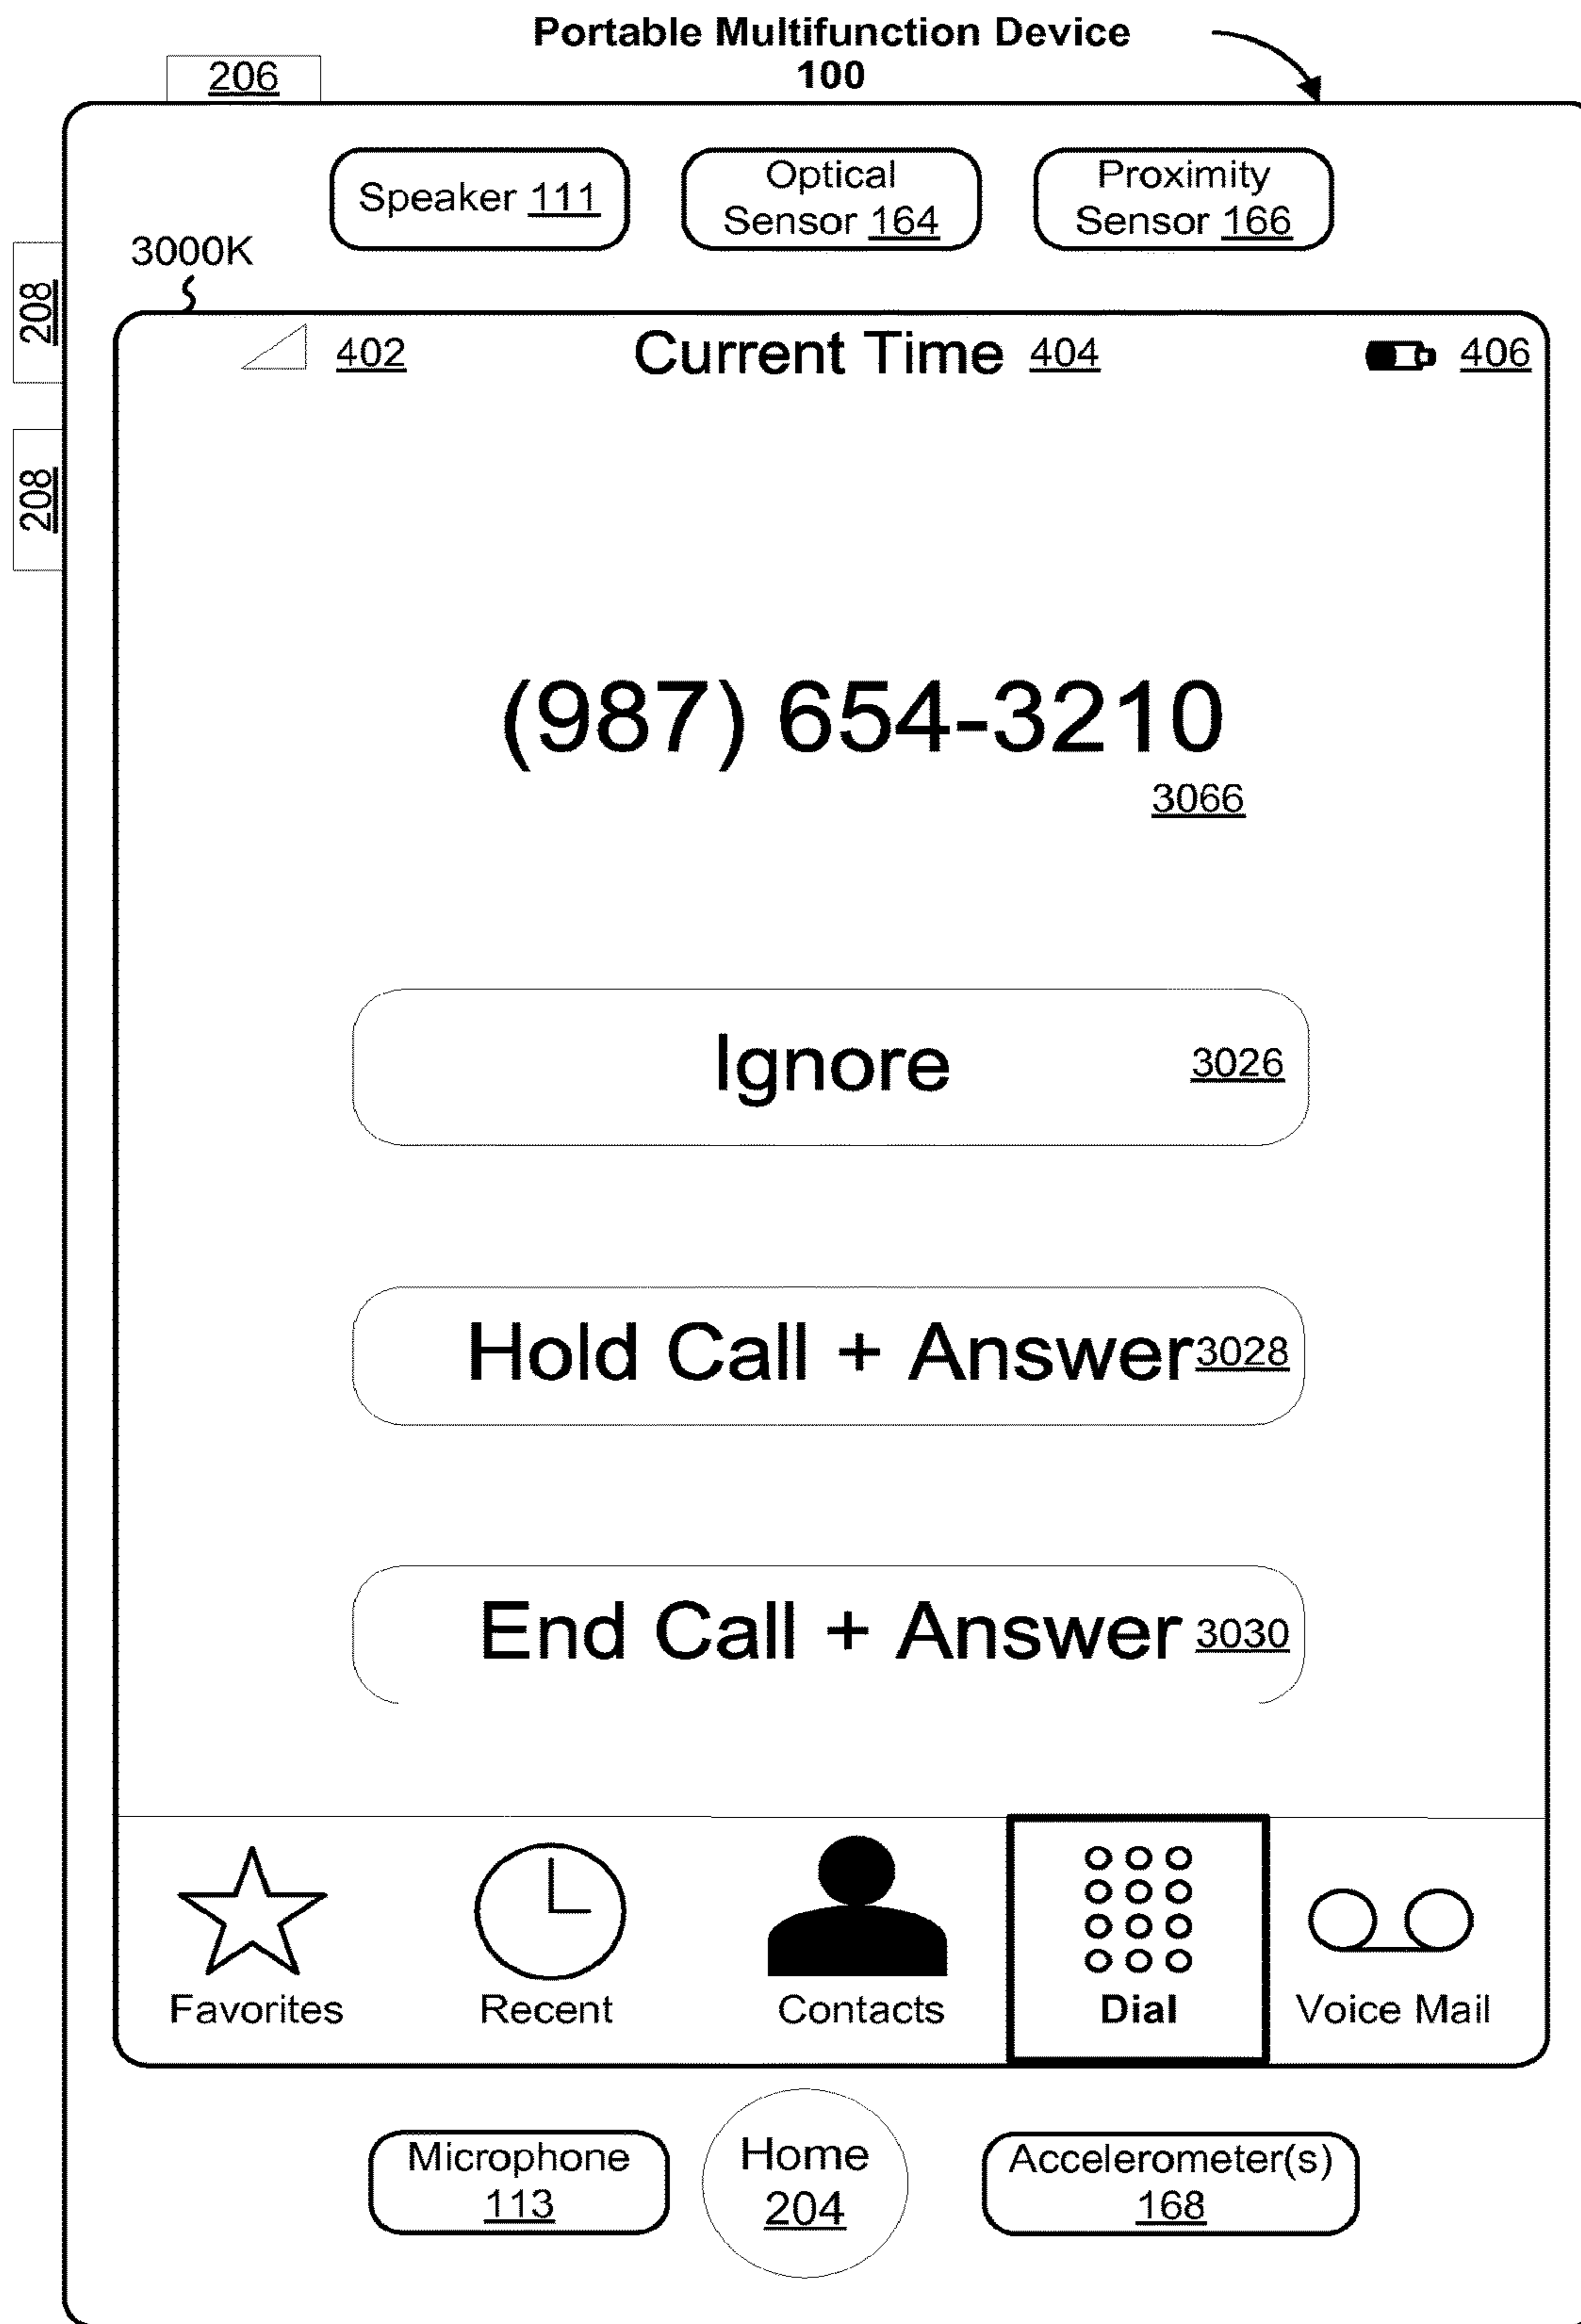 Portable Multifunction Device
100
206
Speaker 111
Optical
Sensor 164
Proximity
Sensor 166
3000K
208
208
402
Current Time 404
406
(987) 654-3210
3066
Ignore 3026
Hold Call + Answer 3028
End Call + Answer 3030
Favorites
Recent
Contacts
Dial
Voice Mail
Microphone
113
Home
204
Accelerometer(s)
168